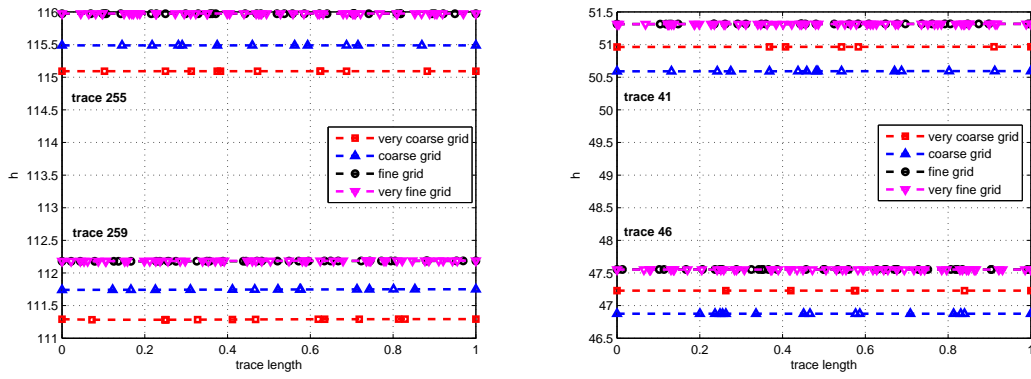 116
115.5
115
114.5
114
113.5
113
112.5
112
111.5
111
h
trace 255
trace 259
very coarse grid
coarse grid
fine grid
very fine grid
0 0.2 0.4 0.6 0.8 1
trace length
51.5
51
50.5
50
49.5
49
48.5
48
47.5
47
46.5
h
trace 41
trace 46
very coarse grid
coarse grid
fine grid
very fine grid
0 0.2 0.4 0.6 0.8 1
trace length